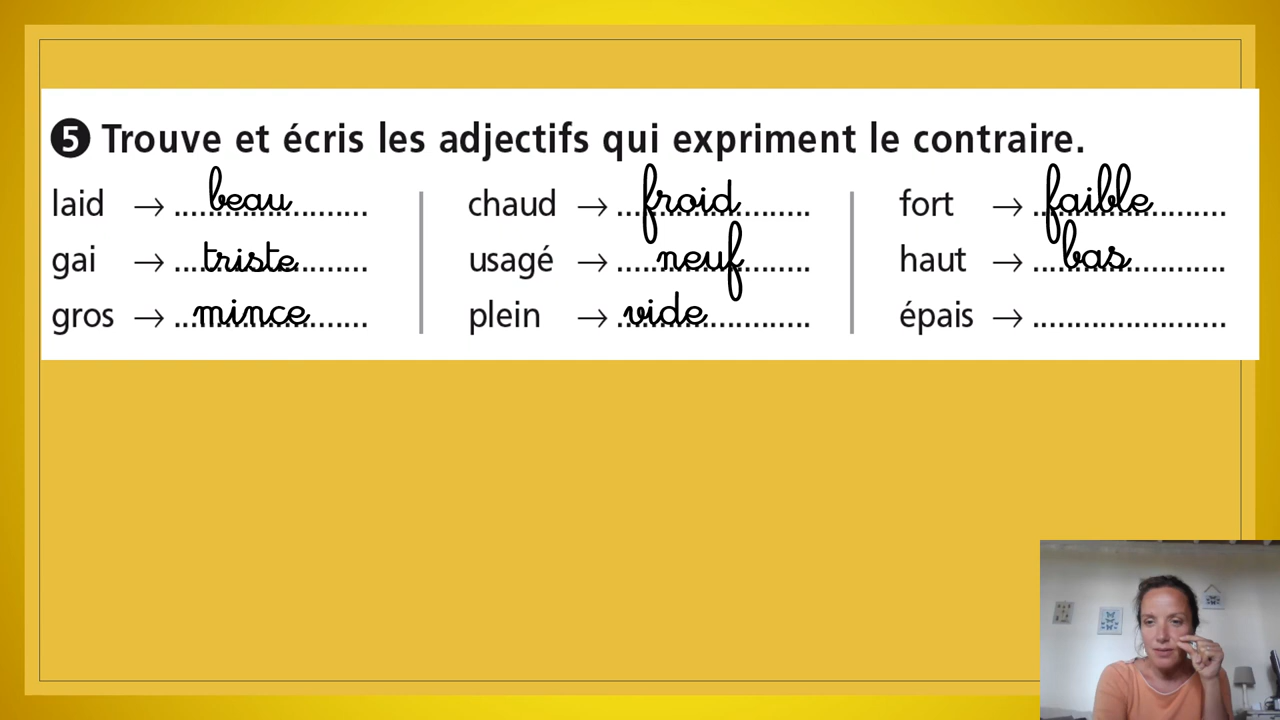 5 Trouve et écris les adjectifs qui expriment le contraire.
laid → beau chaud → froid fort → faible
gai → triste usagé → neuf haut → bas
gros → mince plein → vide épais → ......................